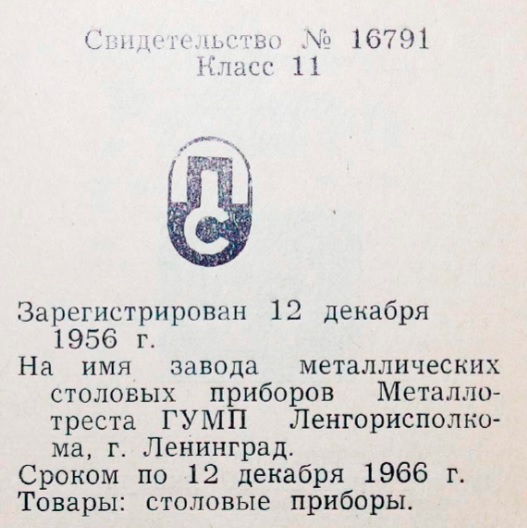 Свидетельство № 16791
Класс 11
ПС
Зарегистрирован 12 декабря
1956 г.
На имя завода металлических
столовых приборов Металло-
треста ГУМП Ленгорисполко-
ма, г. Ленинград.
Сроком по 12 декабря 1966 г.
Товары: столовые приборы.